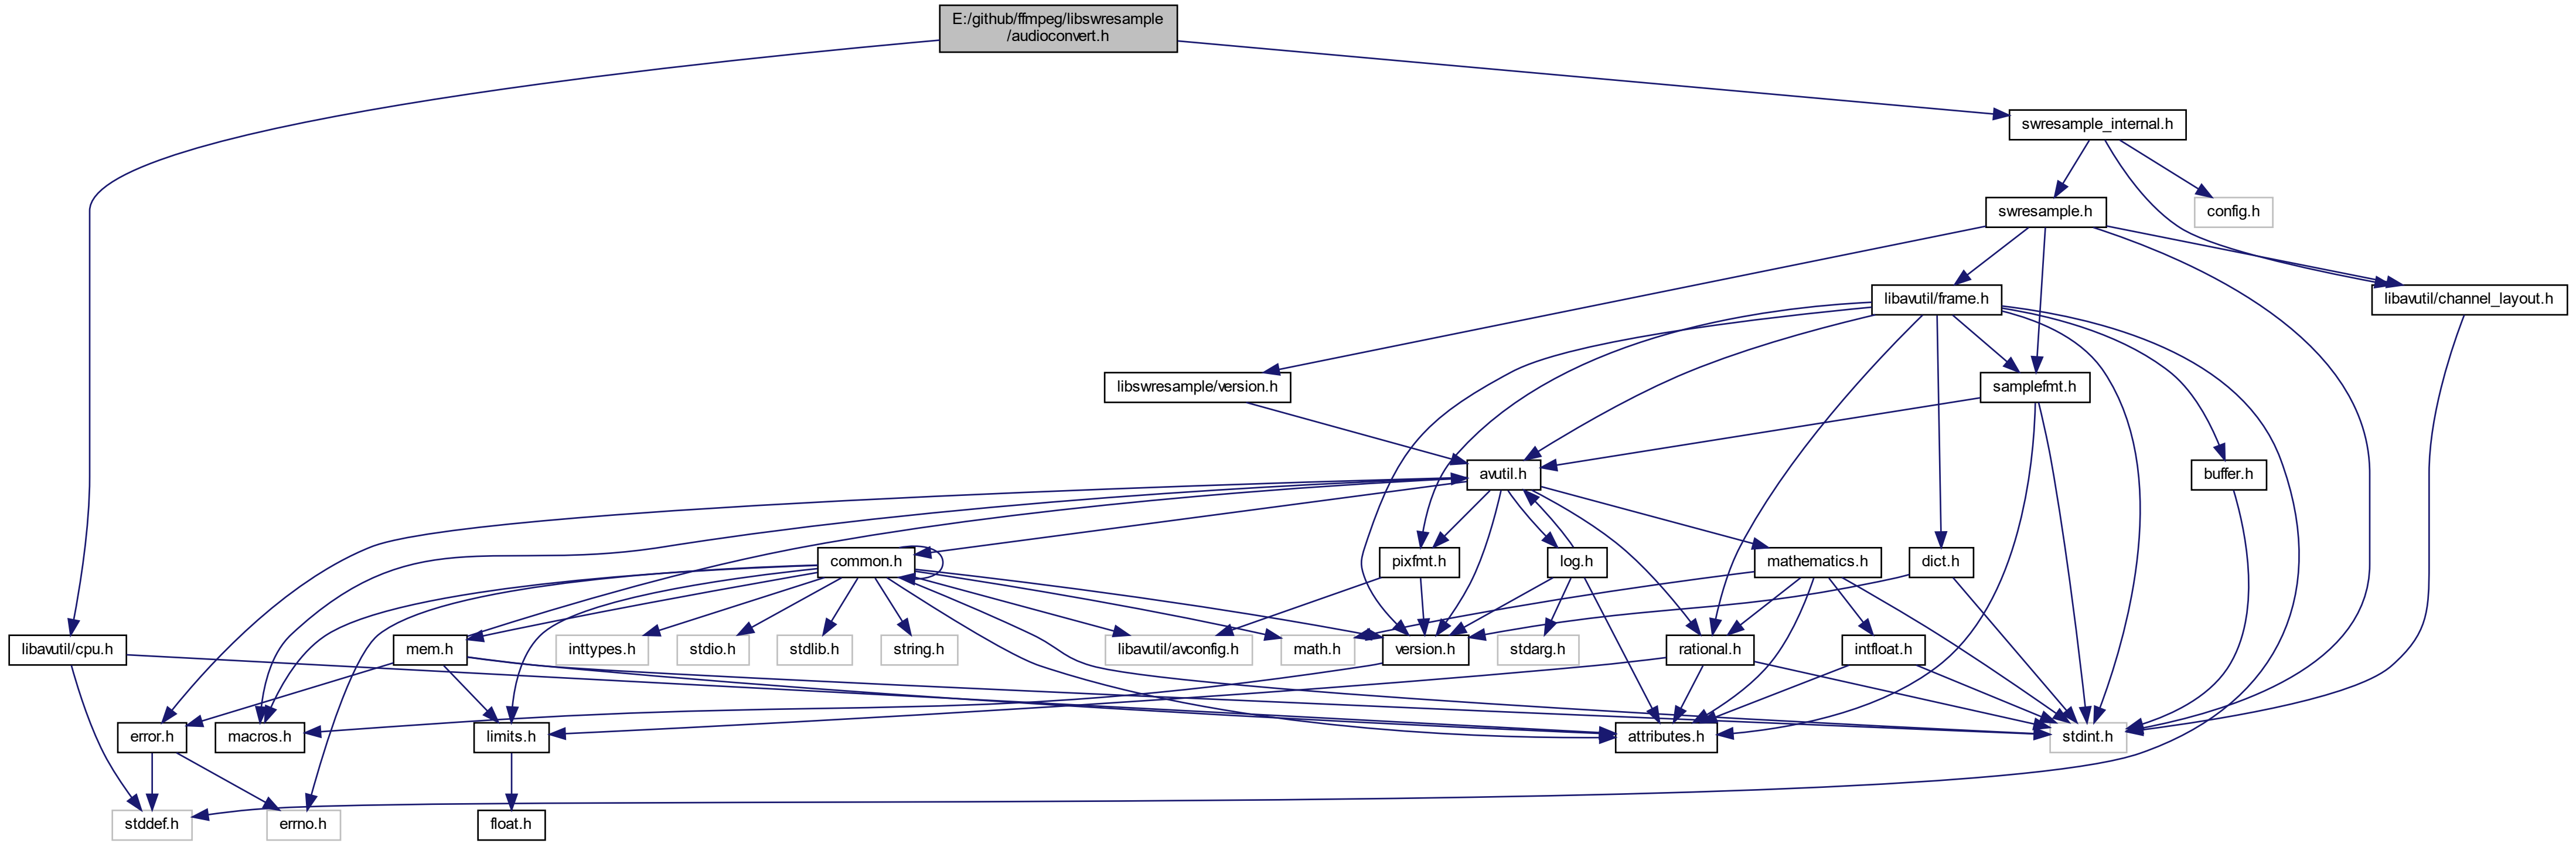 E:/github/ffmpeg/libswresample
/audioconvert.h
swresample_internal.h
swresample.h
config.h
libavutil/frame.h
libavutil/channel_layout.h
libswresample/version.h
samplefmt.h
avutil.h
buffer.h
common.h
pixfmt.h
log.h
mathematics.h
dict.h
libavutil/cpu.h
mem.h
inttypes.h
stdio.h
stdlib.h
string.h
libavutil/avconfig.h
math.h
version.h
stdarg.h
rational.h
intfloat.h
error.h
macros.h
limits.h
attributes.h
stdint.h
stddef.h
errno.h
float.h